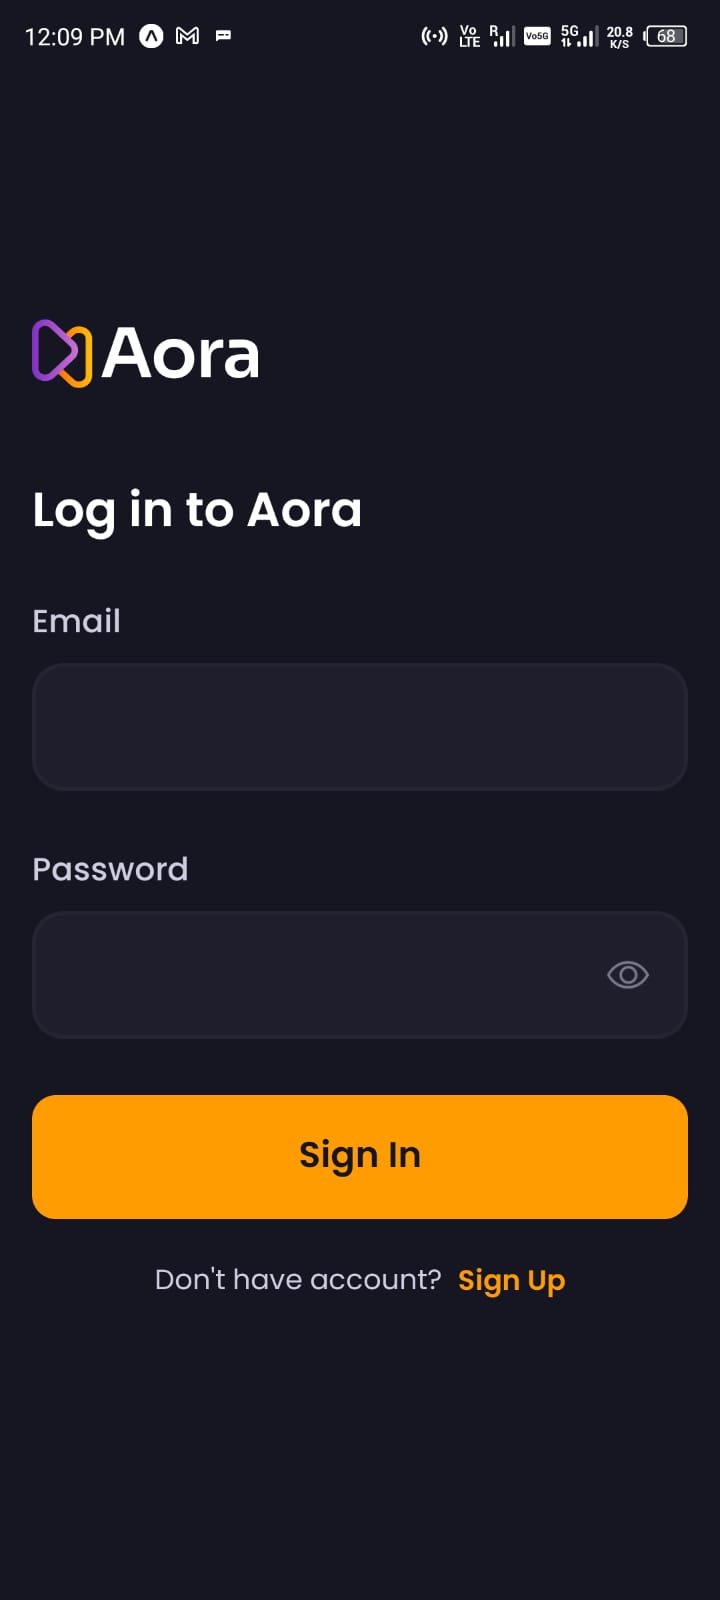 12:09 PM Vo LTE R Vo5G 5G 20.8 K/S 68
Aora
Log in to Aora
Email
Password
Sign In
Don't have account? Sign Up